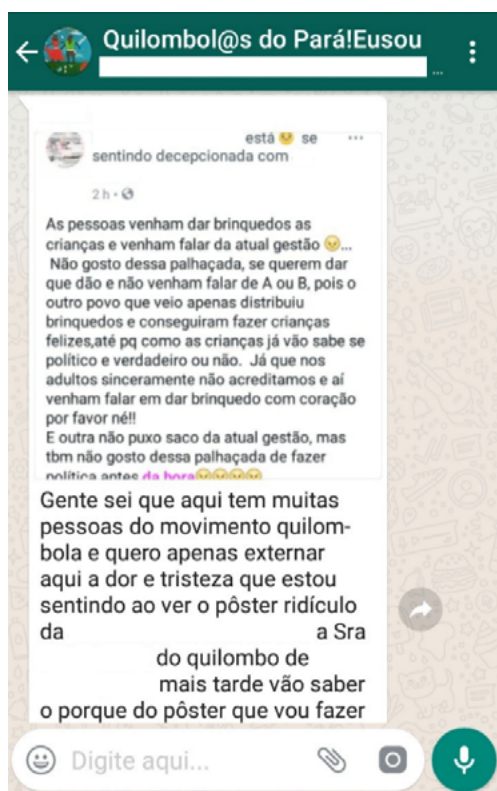 Quilombol@s do Pará!Eusou
...
está 😠 se ...
sentindo decepcionada com
2 h ·
As pessoas venham dar brinquedos as
crianças e venham falar da atual gestão 😠...
Não gosto dessa palhaçada, se querem dar
que dão e não venham falar de A ou B, pois o
outro povo que veio apenas distribuiu
brinquedos e conseguiram fazer crianças
felizes,até pq como as crianças já vão sabe se
político e verdadeiro ou não. Já que nos
adultos sinceramente não acreditamos e aí
venham falar em dar brinquedo com coração
por favor né!!
E outra não puxo saco da atual gestão, mas
tbm não gosto dessa palhaçada de fazer
política antes da hora😠😠😠😠
Gente sei que aqui tem muitas
pessoas do movimento quilom-
bola e quero apenas externar
aqui a dor e tristeza que estou
sentindo ao ver o pôster ridículo
da a Sra
do quilombo de
mais tarde vão saber
o porque do pôster que vou fazer
Digite aqui...